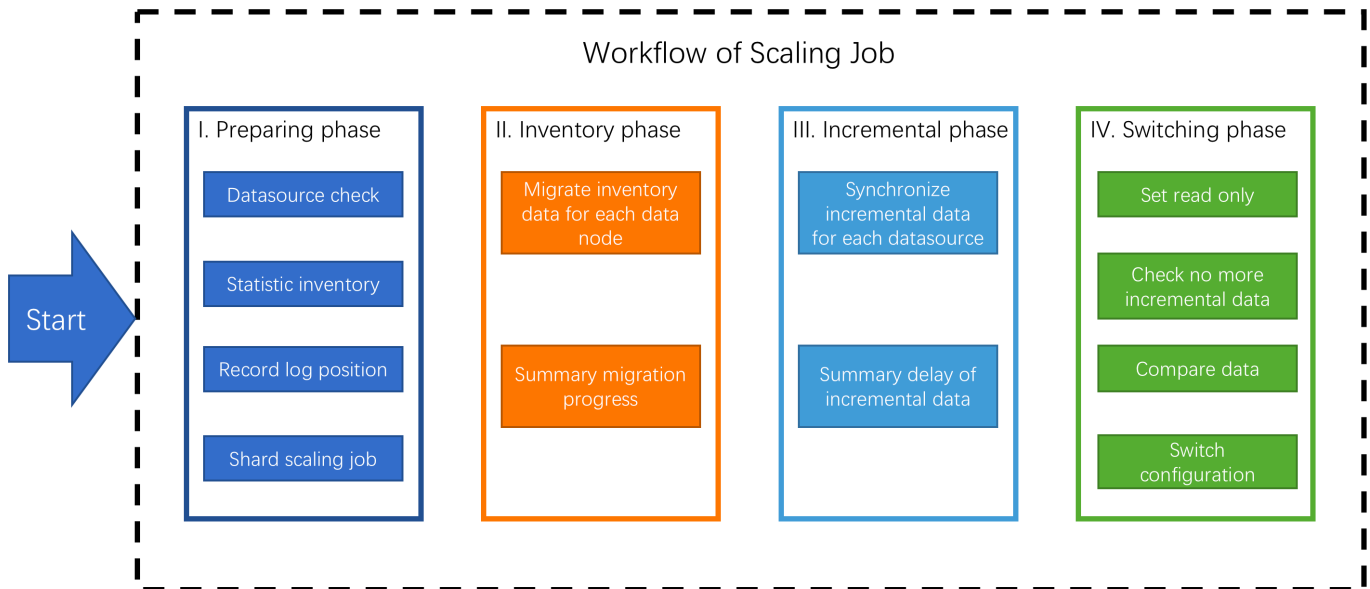 Workflow of Scaling Job
Start
I. Preparing phase
Datasource check
Statistic inventory
Record log position
Shard scaling job
II. Inventory phase
Migrate inventory
data for each data
node
Summary migration
progress
III. Incremental phase
Synchronize
incremental data
for each datasource
Summary delay of
incremental data
IV. Switching phase
Set read only
Check no more
incremental data
Compare data
Switch
configuration